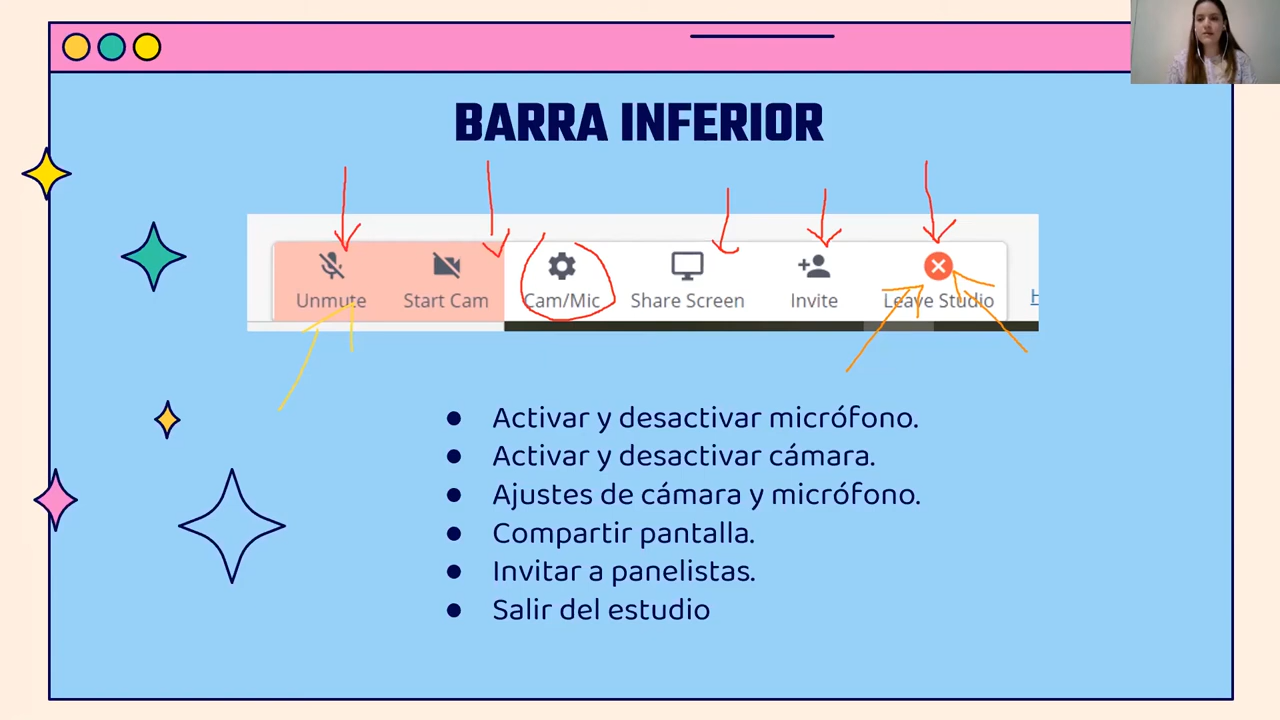 BARRA INFERIOR
Unmute Start Cam Cam/Mic Share Screen Invite Leave Studio
● Activar y desactivar micrófono.
● Activar y desactivar cámara.
● Ajustes de cámara y micrófono.
● Compartir pantalla.
● Invitar a panelistas.
● Salir del estudio